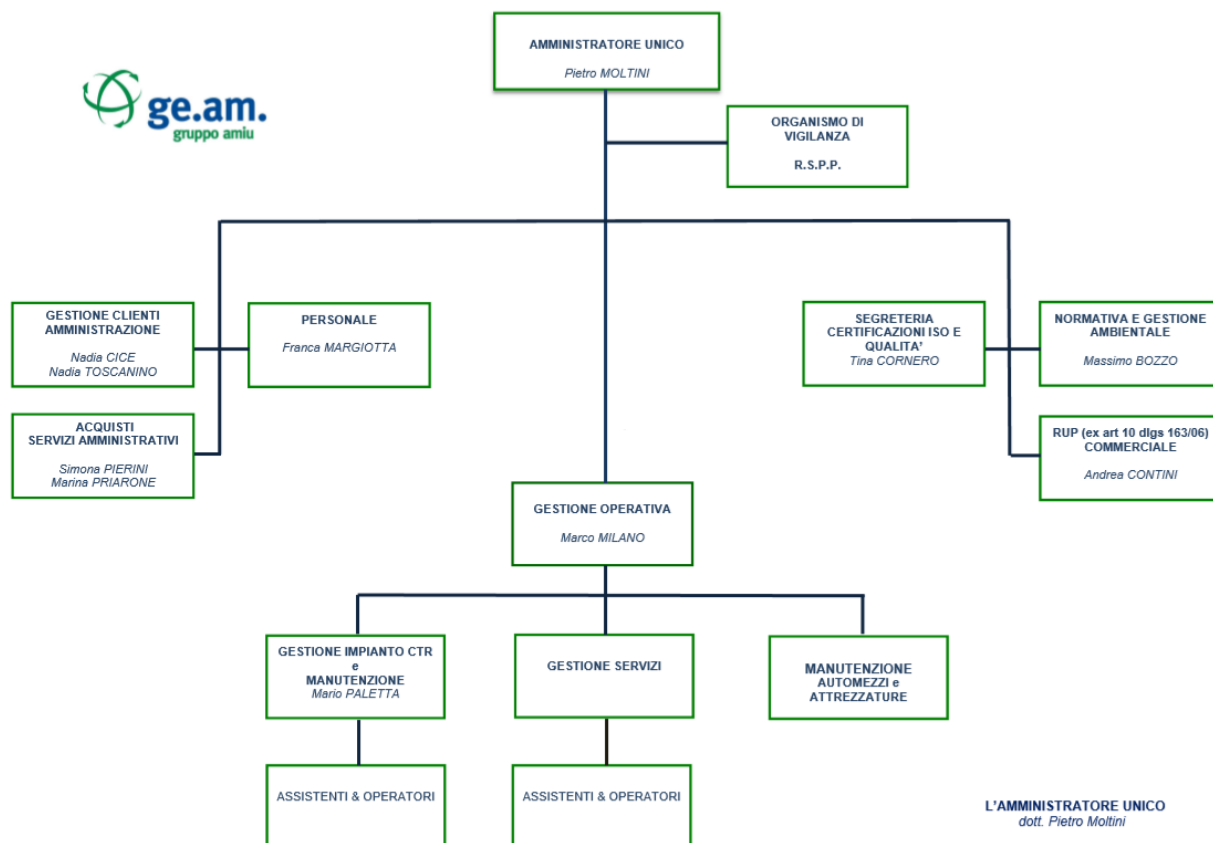 AMMINISTRATORE UNICO
Pietro MOLTINI
ge.am.
gruppo amiu
ORGANISMO DI
VIGILANZA
R.S.P.P.
GESTIONE CLIENTI
AMMINISTRAZIONE
Nadia CICE
Nadia TOSCANINO
PERSONALE
Franca MARGIOTTA
SEGRETERIA
CERTIFICAZIONI ISO E
QUALITA'
Tina CORNERO
NORMATIVA E GESTIONE
AMBIENTALE
Massimo BOZZO
ACQUISTI
SERVIZI AMMINISTRATIVI
Simona PIERINI
Marina PRIARONE
RUP (ex art 10 dlgs 163/06)
COMMERCIALE
Andrea CONTINI
GESTIONE OPERATIVA
Marco MILANO
GESTIONE IMPIANTO CTR
e
MANUTENZIONE
Mario PALETTA
GESTIONE SERVIZI
MANUTENZIONE
AUTOMEZZI e
ATTREZZATURE
ASSISTENTI & OPERATORI
ASSISTENTI & OPERATORI
L'AMMINISTRATORE UNICO
dott. Pietro Moltini